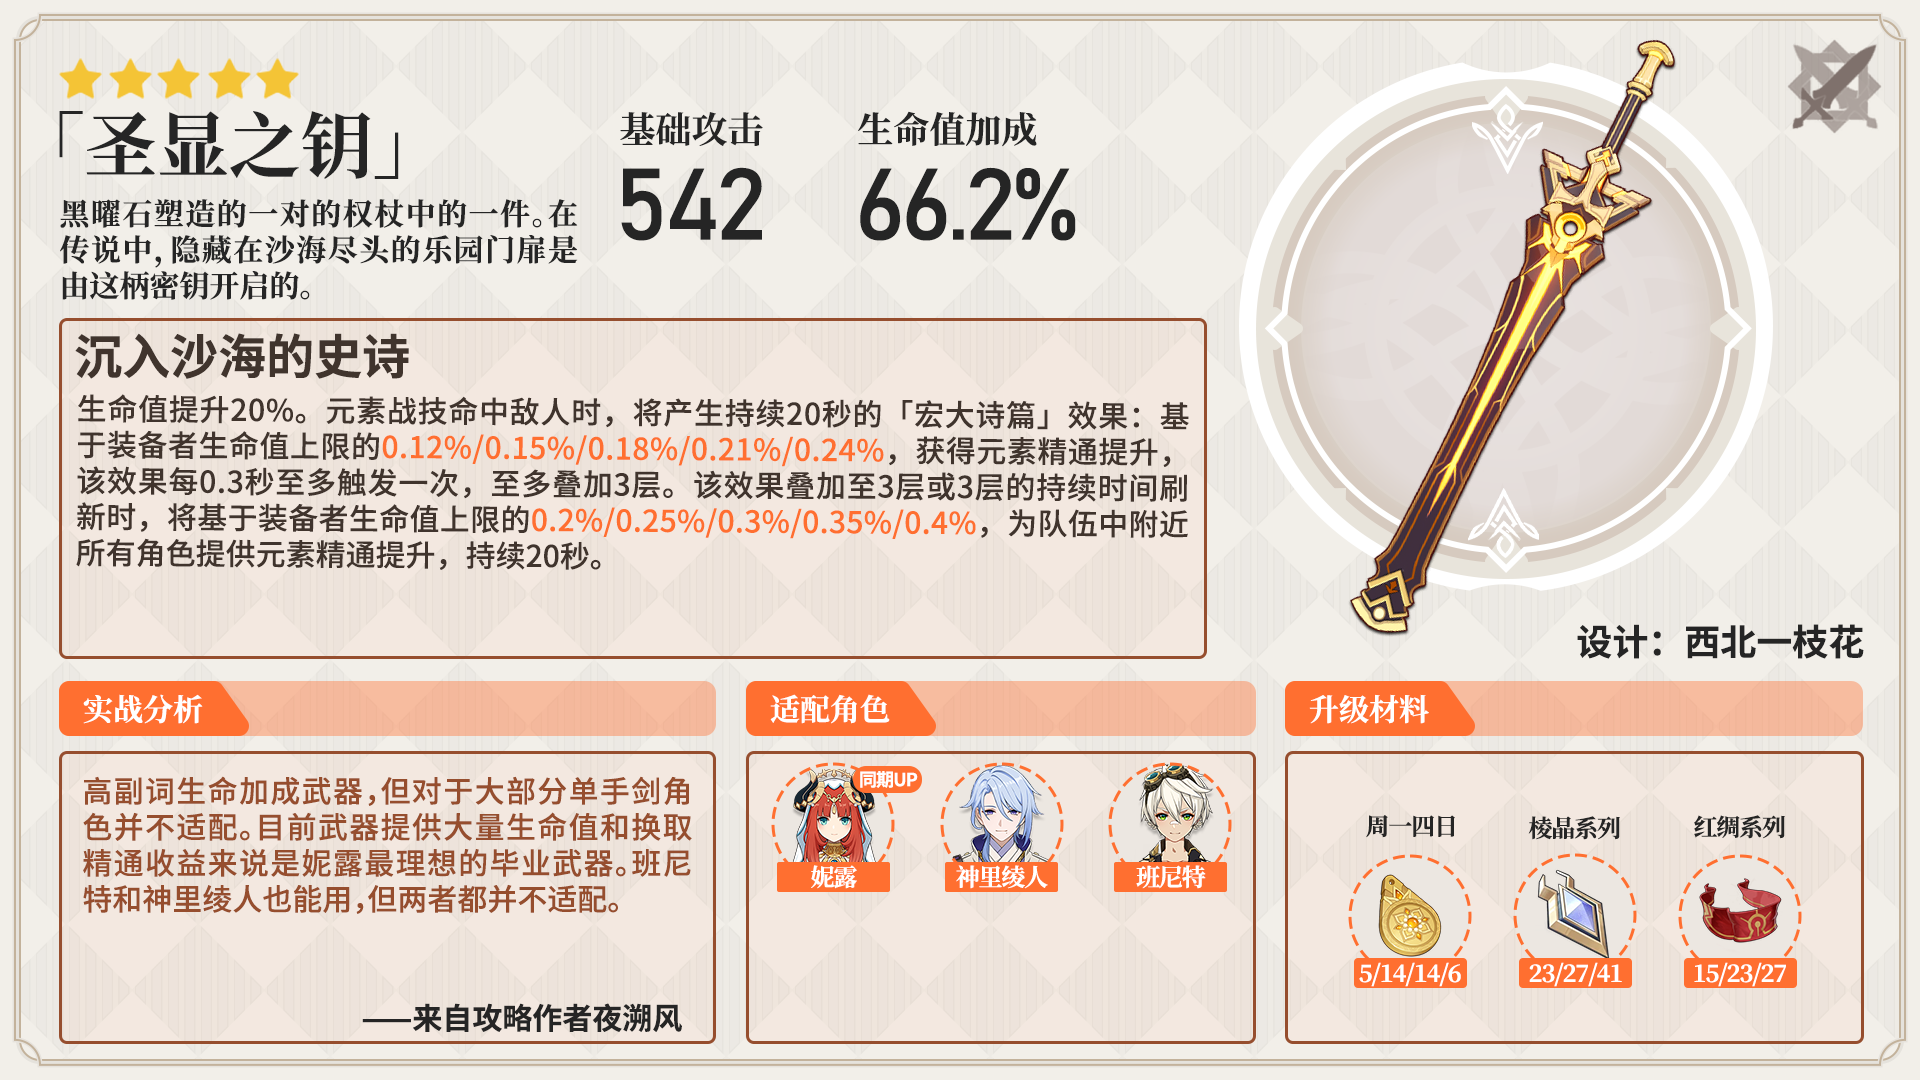 「圣显之钥」
黑曜石塑造的一对的权杖中的一件。在
传说中,隐藏在沙海尽头的乐园门扉是
由这柄密钥开启的。
基础攻击
542
生命值加成
66.2%
沉入沙海的史诗
生命值提升20%。元素战技命中敌人时，将产生持续20秒的「宏大诗篇」效果：基
于装备者生命值上限的0.12%/0.15%/0.18%/0.21%/0.24%，获得元素精通提升，
该效果每0.3秒至多触发一次，至多叠加3层。该效果叠加至3层或3层的持续时间刷
新时，将基于装备者生命值上限的0.2%/0.25%/0.3%/0.35%/0.4%，为队伍中附近
所有角色提供元素精通提升，持续20秒。
设计：西北一枝花
实战分析
高副词生命加成武器,但对于大部分单手剑角
色并不适配。目前武器提供大量生命值和换取
精通收益来说是妮露最理想的毕业武器。班尼
特和神里绫人也能用,但两者都并不适配。
——来自攻略作者夜溯风
适配角色
同期UP
妮露
神里绫人
班尼特
升级材料
周一四日
棱晶系列
红绸系列
5/14/14/6
23/27/41
15/23/27